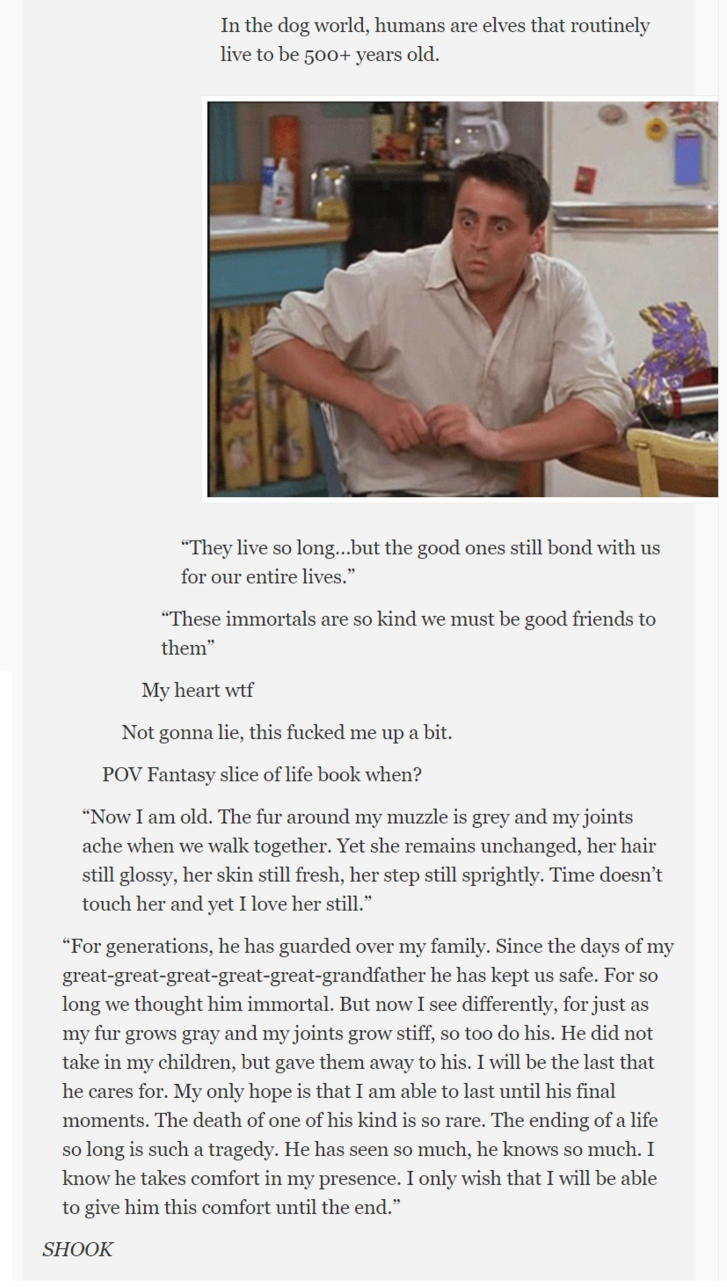 In the dog world, humans are elves that routinely
live to be 500+ years old.
“They live so long...but the good ones still bond with us
for our entire lives.”
“These immortals are so kind we must be good friends to
them”
My heart wtf
Not gonna lie, this fucked me up a bit.
POV Fantasy slice of life book when?
“Now I am old. The fur around my muzzle is grey and my joints
ache when we walk together. Yet she remains unchanged, her hair
still glossy, her skin still fresh, her step still sprightly. Time doesn’t
touch her and yet I love her still.”
“For generations, he has guarded over my family. Since the days of my
great-great-great-great-great-grandfather he has kept us safe. For so
long we thought him immortal. But now I see differently, for just as
my fur grows gray and my joints grow stiff, so too do his. He did not
take in my children, but gave them away to his. I will be the last that
he cares for. My only hope is that I am able to last until his final
moments. The death of one of his kind is so rare. The ending of a life
so long is such a tragedy. He has seen so much, he knows so much. I
know he takes comfort in my presence. I only wish that I will be able
to give him this comfort until the end.”
SHOOK